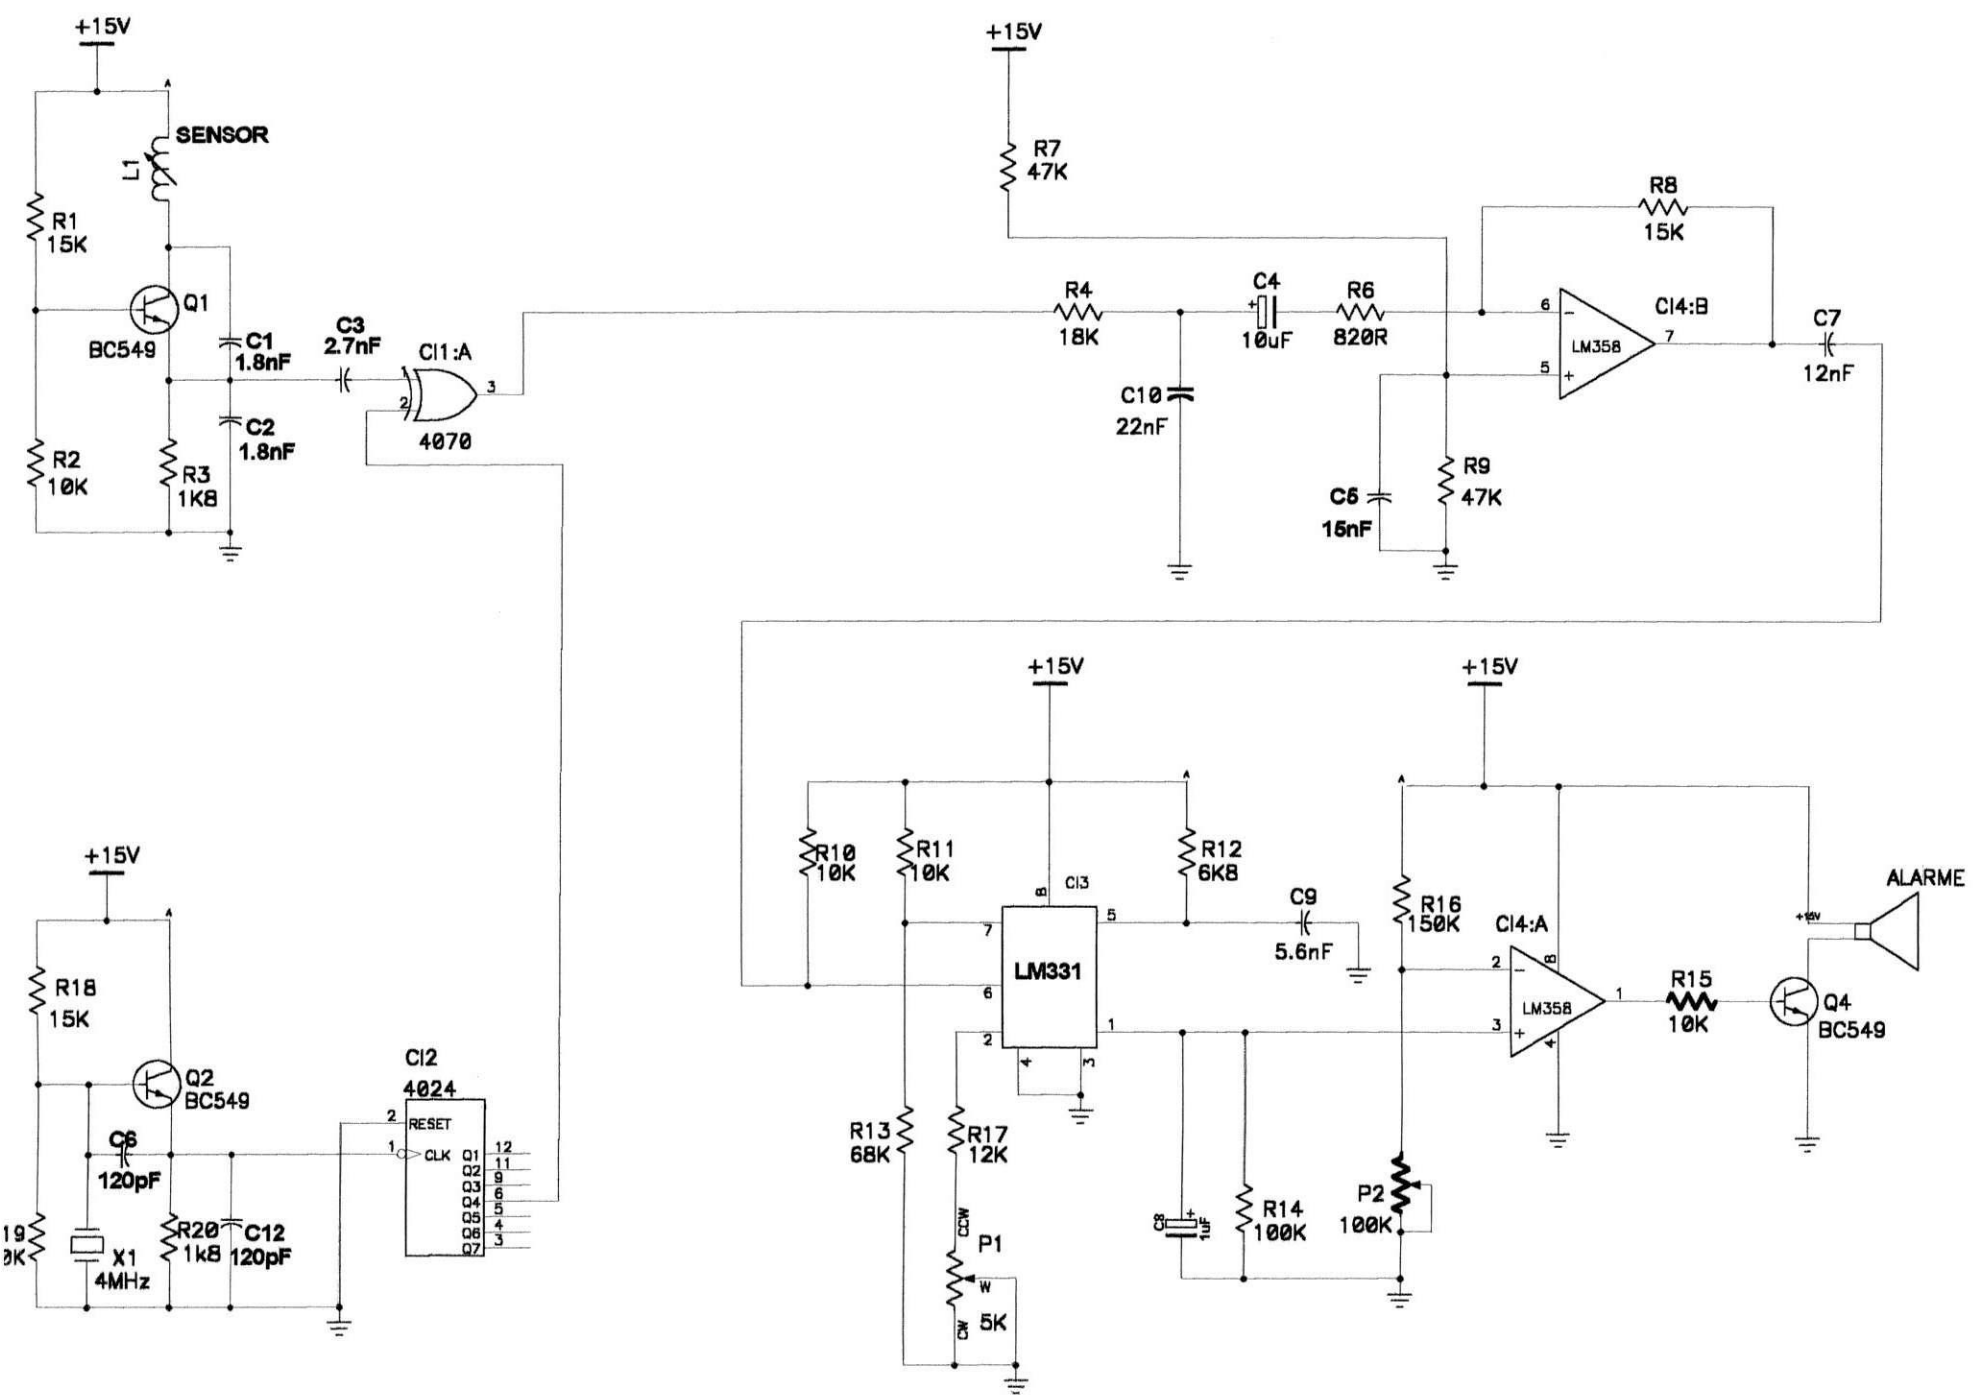 +15V
A
SENSOR
L1
R1
15K
Q1
BC549
C1
1.8nF
C2
1.8nF
R2
10K
R3
1K8
C3
2.7nF
CI1:A
1
2
3
4070
+15V
R7
47K
R4
18K
C10
22nF
C4
+
10uF
R6
820R
R8
15K
6
-
5
+
LM358
CI4:B
7
C7
12nF
C5
15nF
R9
47K
+15V
A
R18
15K
Q2
BC549
C6
120pF
19
0K
X1
4MHz
R20
1k8
C12
120pF
CI2
4024
2
RESET
1
CLK
Q1
12
Q2
11
Q3
9
Q4
6
Q5
5
Q6
4
Q7
3
+15V
A
R10
10K
R11
10K
R12
6K8
8
CI3
C9
5.6nF
7
5
LM331
6
2
1
4
3
R13
68K
R17
12K
CCW
P1
W
5K
CW
C8
+
1uF
R14
100K
+15V
A
R16
150K
CI4:A
2
-
8
LM358
3
+
4
1
P2
100K
R15
10K
Q4
BC549
+15V
ALARME